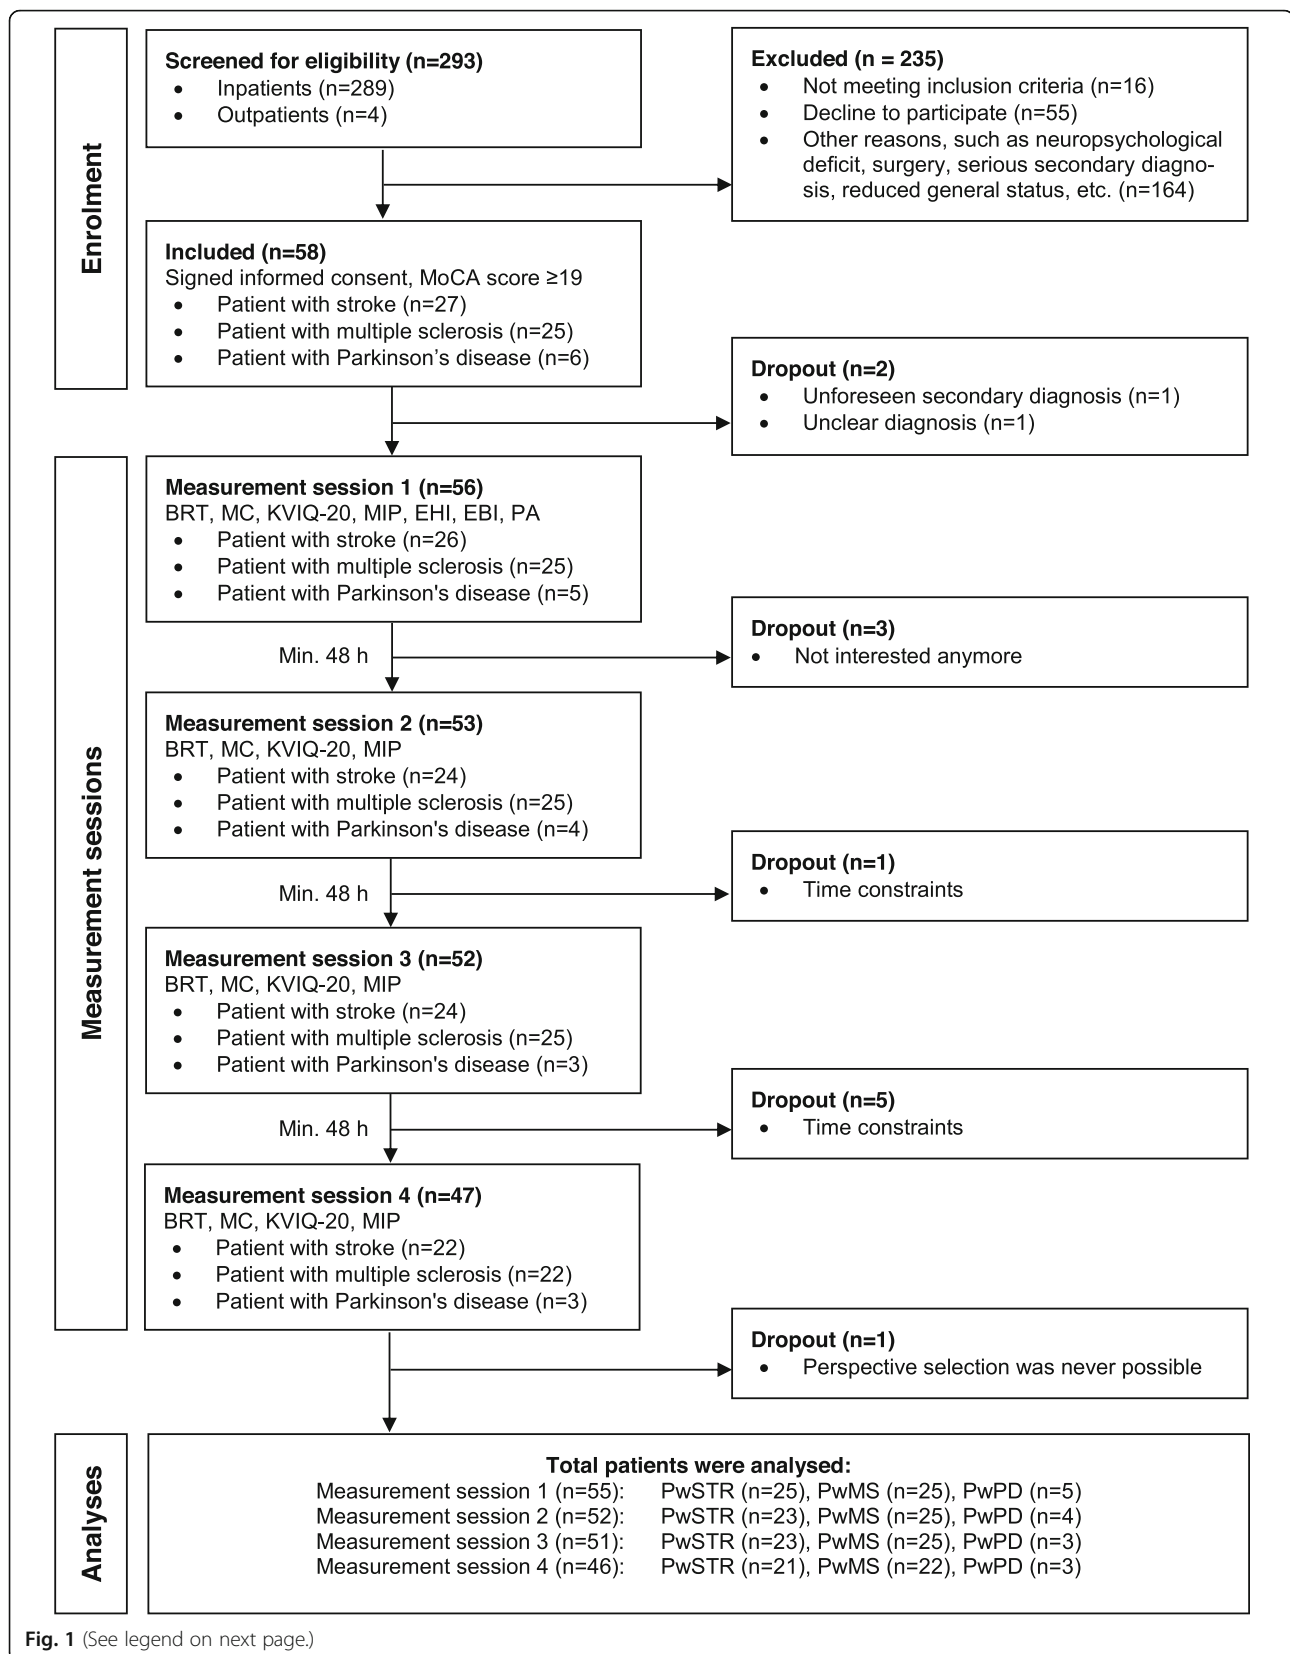 Enrolment
Screened for eligibility (n=293)
• Inpatients (n=289)
• Outpatients (n=4)
Excluded (n = 235)
• Not meeting inclusion criteria (n=16)
• Decline to participate (n=55)
• Other reasons, such as neuropsychological
deficit, surgery, serious secondary diagno-
sis, reduced general status, etc. (n=164)
Included (n=58)
Signed informed consent, MoCA score ≥19
• Patient with stroke (n=27)
• Patient with multiple sclerosis (n=25)
• Patient with Parkinson’s disease (n=6)
Dropout (n=2)
• Unforeseen secondary diagnosis (n=1)
• Unclear diagnosis (n=1)
Measurement sessions
Measurement session 1 (n=56)
BRT, MC, KVIQ-20, MIP, EHI, EBI, PA
• Patient with stroke (n=26)
• Patient with multiple sclerosis (n=25)
• Patient with Parkinson's disease (n=5)
Min. 48 h
Dropout (n=3)
• Not interested anymore
Measurement session 2 (n=53)
BRT, MC, KVIQ-20, MIP
• Patient with stroke (n=24)
• Patient with multiple sclerosis (n=25)
• Patient with Parkinson's disease (n=4)
Min. 48 h
Dropout (n=1)
• Time constraints
Measurement session 3 (n=52)
BRT, MC, KVIQ-20, MIP
• Patient with stroke (n=24)
• Patient with multiple sclerosis (n=25)
• Patient with Parkinson's disease (n=3)
Min. 48 h
Dropout (n=5)
• Time constraints
Measurement session 4 (n=47)
BRT, MC, KVIQ-20, MIP
• Patient with stroke (n=22)
• Patient with multiple sclerosis (n=22)
• Patient with Parkinson's disease (n=3)
Dropout (n=1)
• Perspective selection was never possible
Analyses
Total patients were analysed:
Measurement session 1 (n=55): PwSTR (n=25), PwMS (n=25), PwPD (n=5)
Measurement session 2 (n=52): PwSTR (n=23), PwMS (n=25), PwPD (n=4)
Measurement session 3 (n=51): PwSTR (n=23), PwMS (n=25), PwPD (n=3)
Measurement session 4 (n=46): PwSTR (n=21), PwMS (n=22), PwPD (n=3)
Fig. 1 (See legend on next page.)